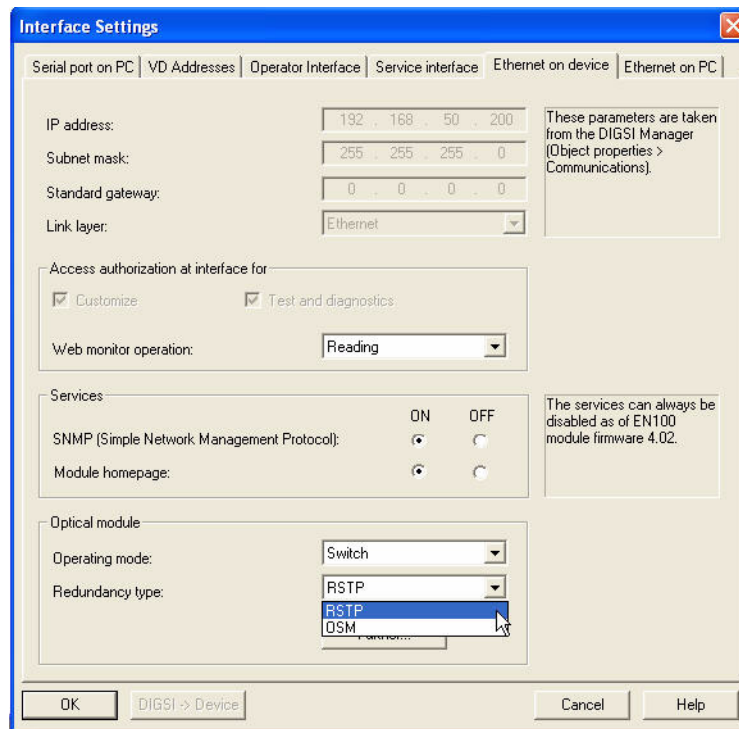 Interface Settings
Serial port on PC VD Addresses Operator Interface Service interface Ethernet on device Ethernet on PC
IP address: 192 . 168 . 50 . 200
Subnet mask: 255 . 255 . 255 . 0
Standard gateway: 0 . 0 . 0 . 0
Link layer: Ethernet
These parameters are taken
from the DIGSI Manager
(Object properties >
Communications).
Access authorization at interface for
Customize Test and diagnostics
Web monitor operation: Reading
Services
ON OFF
SNMP (Simple Network Management Protocol):
Module homepage:
The services can always be
disabled as of EN100
module firmware 4.02.
Optical module
Operating mode: Switch
Redundancy type: RSTP
RSTP
OSM
OK DIGSI -> Device Cancel Help